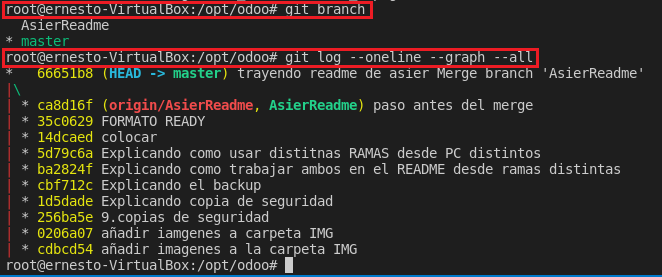 root@ernesto-VirtualBox:/opt/odoo# git branch
  AsierReadme
* master
root@ernesto-VirtualBox:/opt/odoo# git log --oneline --graph --all
*   66651b8 (HEAD -> master) trayendo readme de asier Merge branch 'AsierReadme'
|\
| * ca8d16f (origin/AsierReadme, AsierReadme) paso antes del merge
| * 35c0629 FORMATO READY
| * 14dcaed colocar
| * 5d79c6a Explicando como usar distitnas RAMAS desde PC distintos
| * ba2824f Explicando como trabajar ambos en el README desde ramas distintas
| * cbf712c Explicando el backup
| * 1d5dade Explicando copia de seguridad
| * 256ba5e 9.copias de seguridad
| * 0206a07 añadir iamgenes a carpeta IMG
| * cdbcd54 añadir imagenes a la carpeta IMG
root@ernesto-VirtualBox:/opt/odoo#